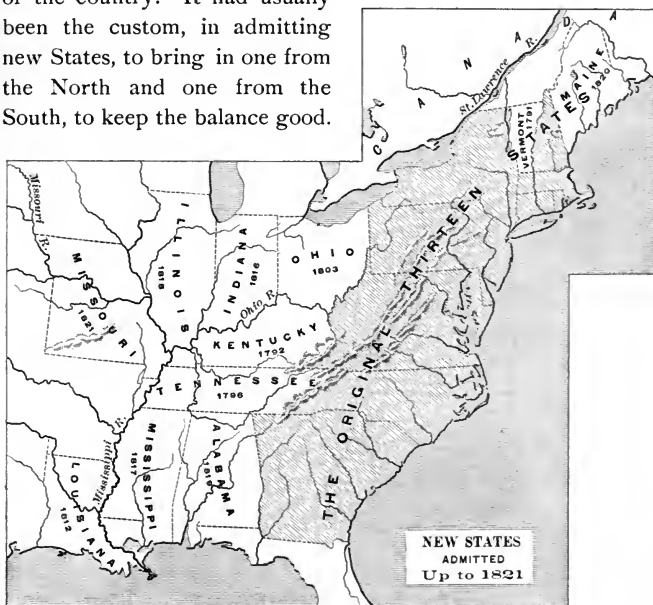 of the country. It had usually
been the custom, in admitting
new States, to bring in one from
the North and one from the
South, to keep the balance good.
CANADA
St. Lawrence R.
MAINE
1820
VERMONT
1791
THE ORIGINAL THIRTEEN STATES
Missouri R.
MISSOURI
1821
ILLINOIS
1818
INDIANA
1816
OHIO
1803
Ohio R.
KENTUCKY
1792
TENNESSEE
1796
Mississippi R.
LOUISIANA
1812
MISSISSIPPI
1817
ALABAMA
1819
NEW STATES
ADMITTED
Up to 1821